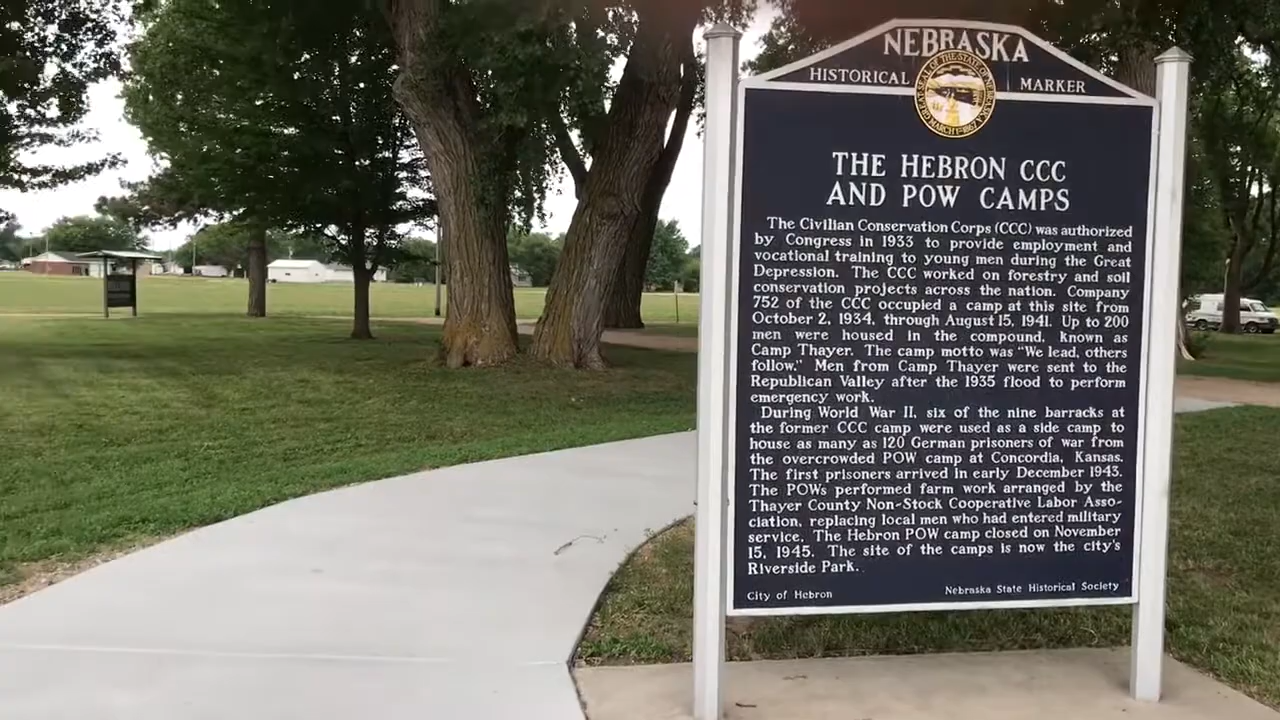 NEBRASKA
HISTORICAL MARKER
GREAT SEAL OF THE STATE OF NEBRASKA
MARCH 1ST 1867
THE HEBRON CCC
AND POW CAMPS
The Civilian Conservation Corps (CCC) was authorized
by Congress in 1933 to provide employment and
vocational training to young men during the Great
Depression. The CCC worked on forestry and soil
conservation projects across the nation. Company
752 of the CCC occupied a camp at this site from
October 2, 1934, through August 15, 1941. Up to 200
men were housed in the compound, known as
Camp Thayer. The camp motto was "We lead, others
follow." Men from Camp Thayer were sent to the
Republican Valley after the 1935 flood to perform
emergency work.
During World War II, six of the nine barracks at
the former CCC camp were used as a side camp to
house as many as 120 German prisoners of war from
the overcrowded POW camp at Concordia, Kansas.
The first prisoners arrived in early December 1943.
The POWs performed farm work arranged by the
Thayer County Non-Stock Cooperative Labor Asso-
ciation, replacing local men who had entered military
service. The Hebron POW camp closed on November
15, 1945. The site of the camps is now the city's
Riverside Park.
City of Hebron
Nebraska State Historical Society